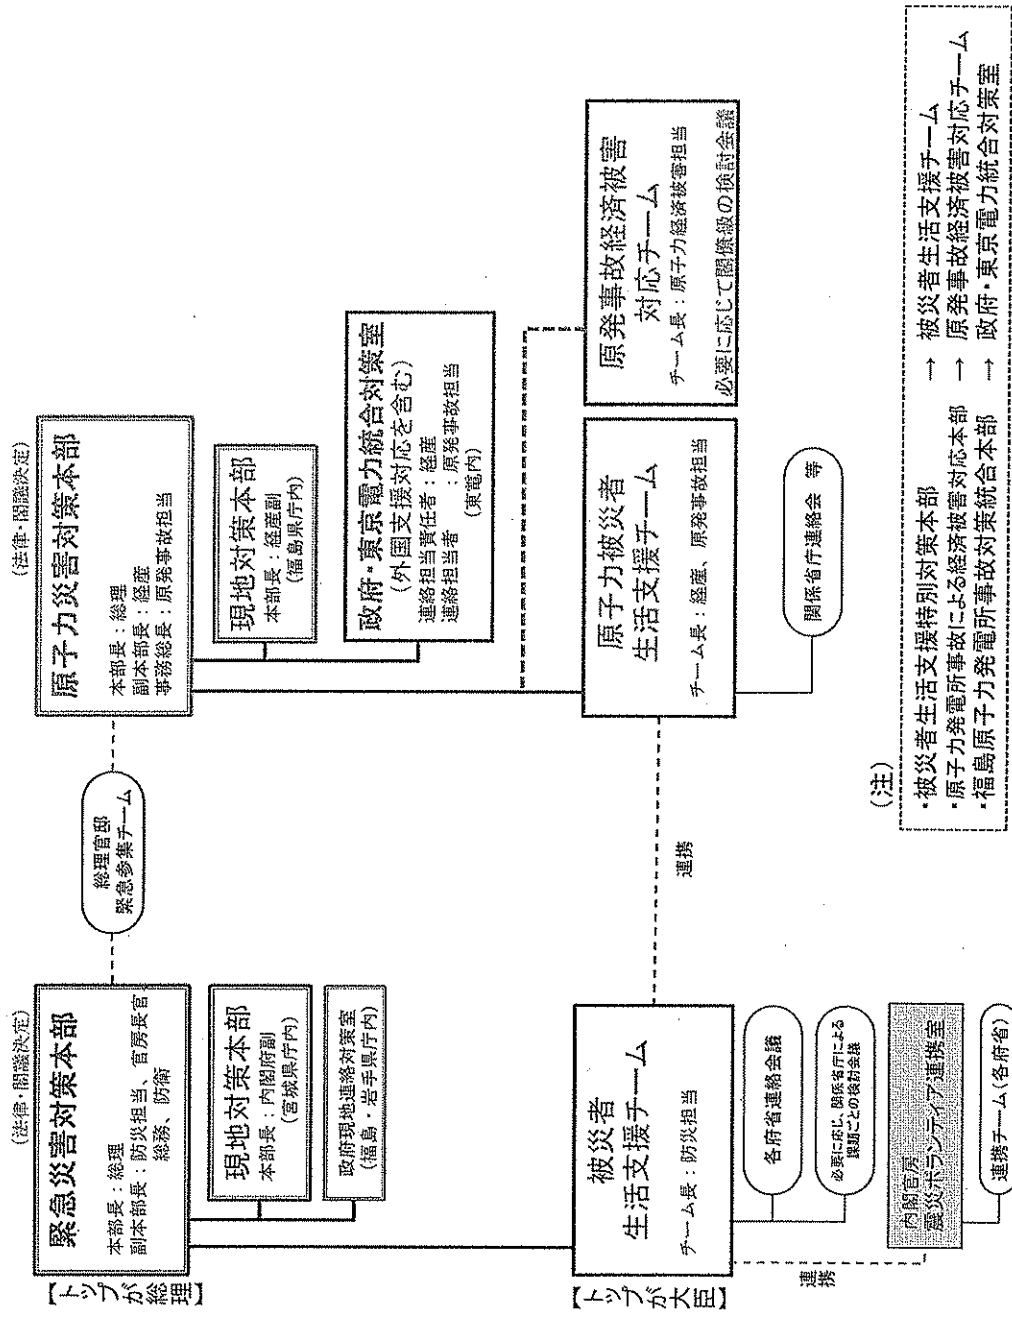 【トップが総理】
(法律・閣議決定)
緊急災害対策本部
本部長：総理
副本部長：防災担当、官房長官、
総務、防衛
現地対策本部
本部長：内閣府副
(宮城県庁内)
政府現地連絡対策室
(福島・岩手県庁内)
総理官邸
緊急参集チーム
(法律・閣議決定)
原子力災害対策本部
本部長：総理
副本部長：経産
事務総長：原発事故担当
現地対策本部
本部長：経産副
(福島県庁内)
政府・東京電力統合対策室
(外国支援対応を含む)
連絡担当責任者：経産
連絡担当者　：原発事故担当
(東電内)
【トップが大臣】
被災者
生活支援チーム
チーム長：防災担当
連携
原子力被災者
生活支援チーム
チーム長：経産、原発事故担当
原発事故経済被害
対応チーム
チーム長：原子力経済被害担当
必要に応じて閣僚級の検討会議
各府省連絡会議
必要に応じ、関係省庁による
課題ごとの検討会議
連携
内閣官房
震災ボランティア連携室
連携チーム(各府省)
関係省庁連絡会 等
(注)
・被災者生活支援特別対策本部 → 被災者生活支援チーム
・原子力発電所事故による経済被害対応本部 → 原発事故経済被害対応チーム
・福島原子力発電所事故対策統合本部 → 政府・東京電力統合対策室